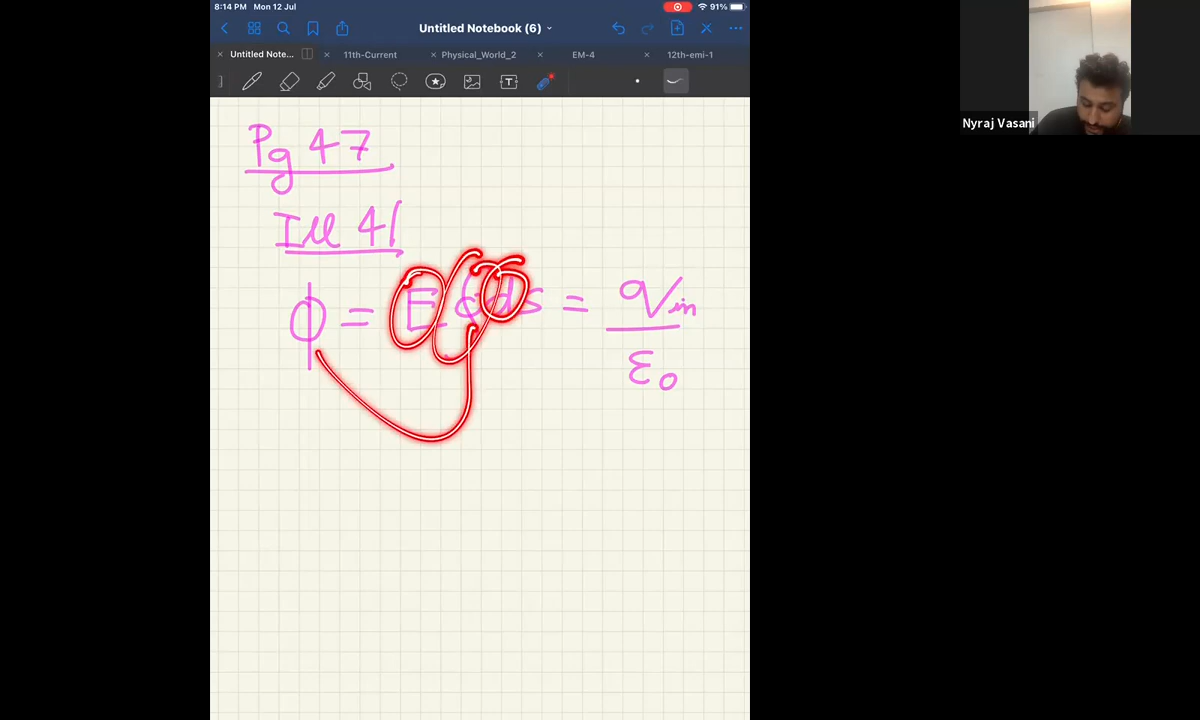 8:14 PM Mon 12 Jul 91%
Untitled Notebook (6)
Untitled Note... 11th-Current Physical_World_2 EM-4 12th-emi-1
T
Nyraj Vasani
Pg 47
Ill 41
ϕ = E ∮ ds = q in / ε0